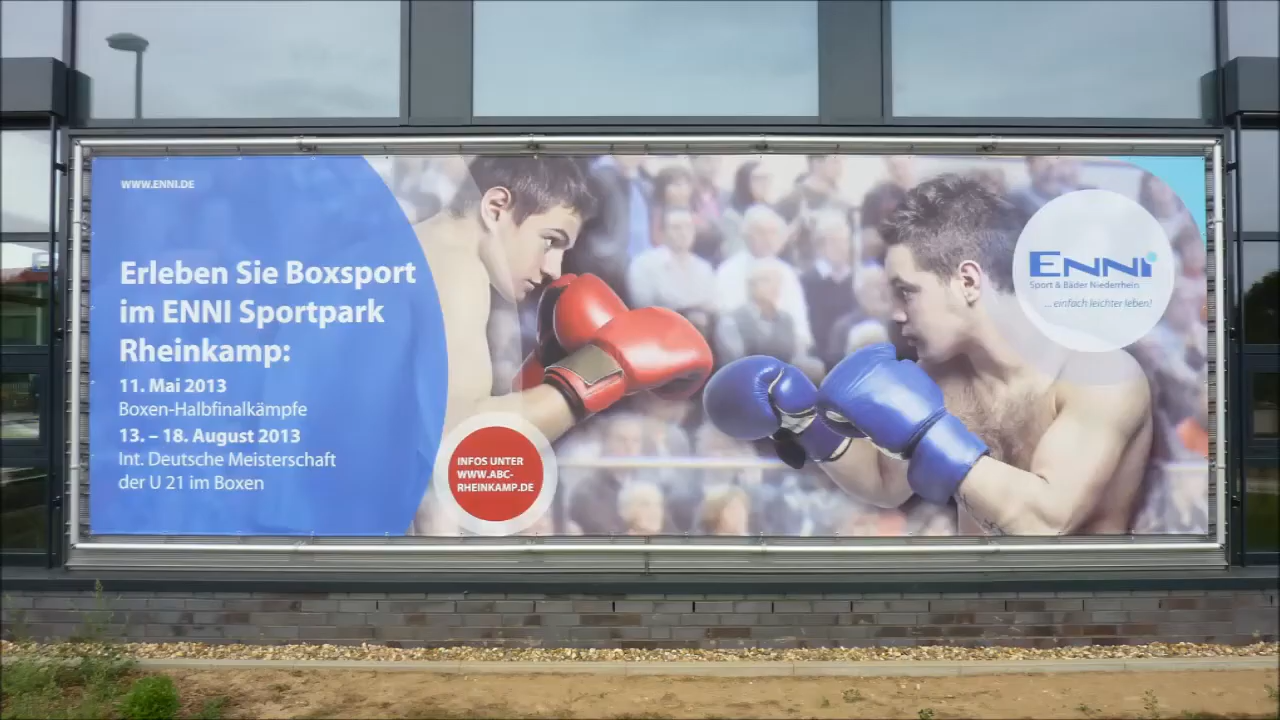 WWW.ENNI.DE
Erleben Sie Boxsport
im ENNI Sportpark
Rheinkamp:
11. Mai 2013
Boxen-Halbfinalkämpfe
13. – 18. August 2013
Int. Deutsche Meisterschaft
der U 21 im Boxen
INFOS UNTER
WWW.ABC-
RHEINKAMP.DE
ENNI
Sport & Bäder Niederrhein
... einfach leichter leben!